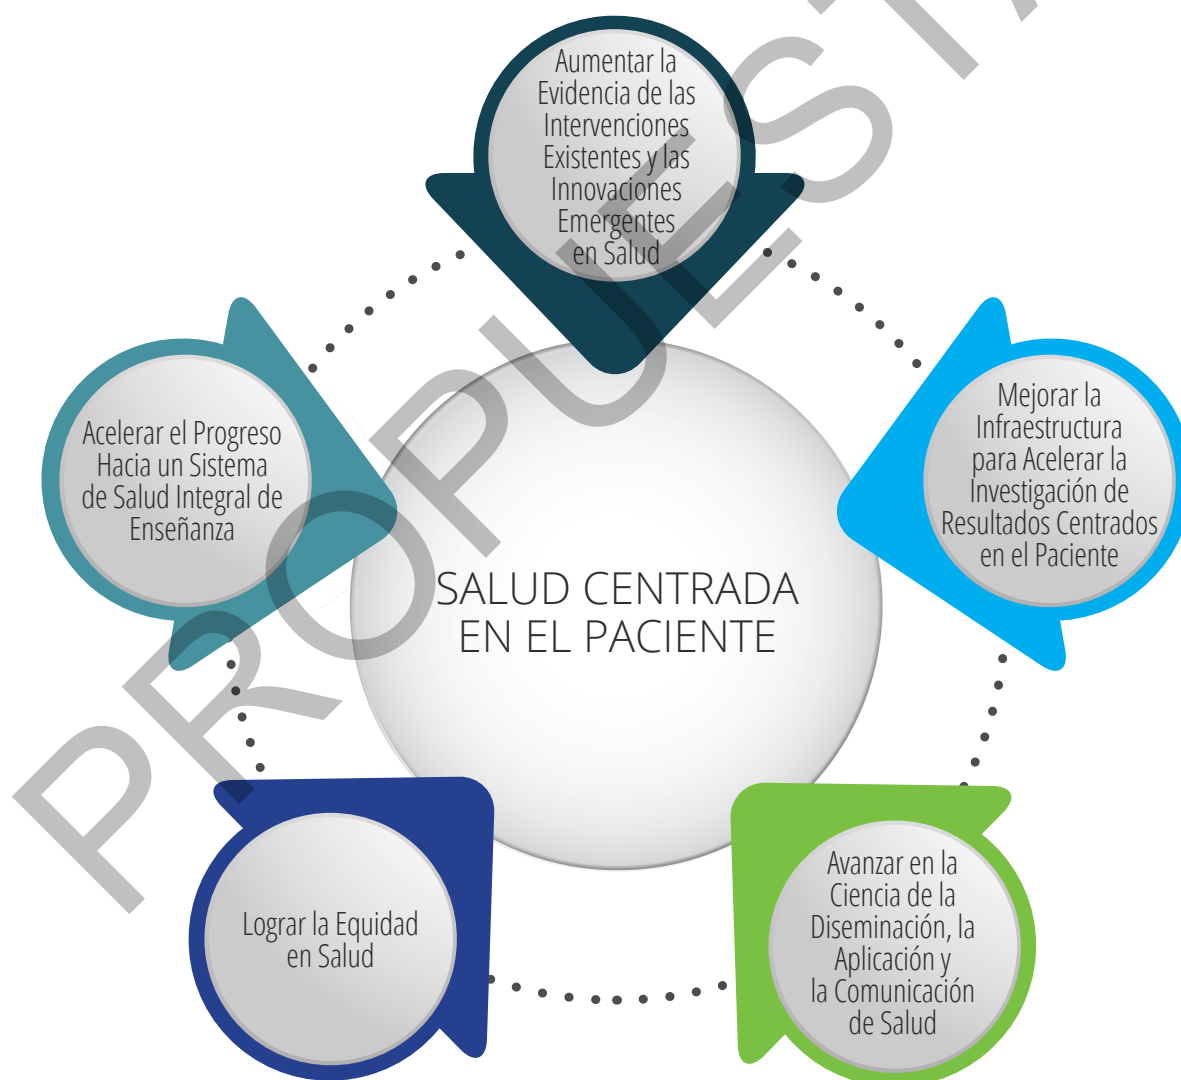 Aumentar la
Evidencia de las
Intervenciones
Existentes y las
Innovaciones
Emergentes
en Salud
Mejorar la
Infraestructura
para Acelerar la
Investigación de
Resultados Centrados
en el Paciente
Acelerar el Progreso
Hacia un Sistema
de Salud Integral de
Enseñanza
SALUD CENTRADA
EN EL PACIENTE
Avanzar en la
Ciencia de la
Diseminación, la
Aplicación y
la Comunicación
de Salud
Lograr la Equidad
en Salud
PROPUESTA